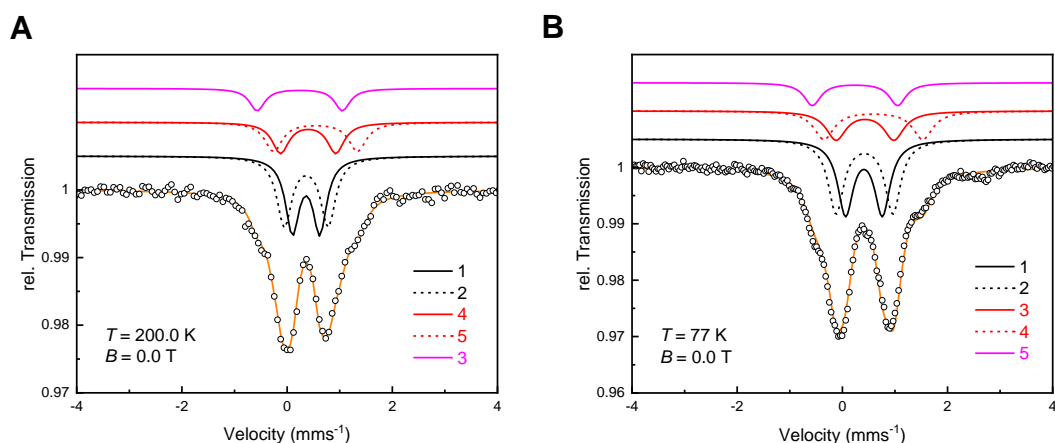 A
rel. Transmission
1
0.99
0.98
0.97
-4
-2
0
2
4
Velocity (mms-1)
T = 200.0 K
B = 0.0 T
1
2
4
5
3
B
rel. Transmission
1
0.99
0.98
0.97
0.96
-4
-2
0
2
4
Velocity (mms-1)
T = 77 K
B = 0.0 T
1
2
3
4
5